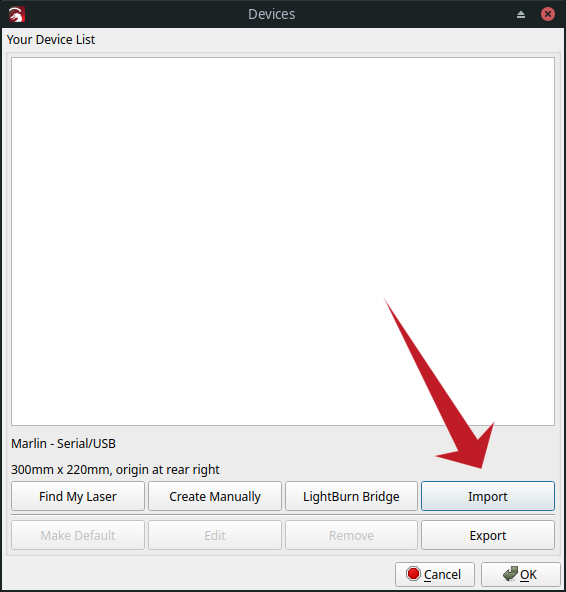 Devices
Your Device List
Marlin - Serial/USB
300mm x 220mm, origin at rear right
Find My Laser Create Manually LightBurn Bridge Import
Make Default Edit Remove Export
Cancel OK